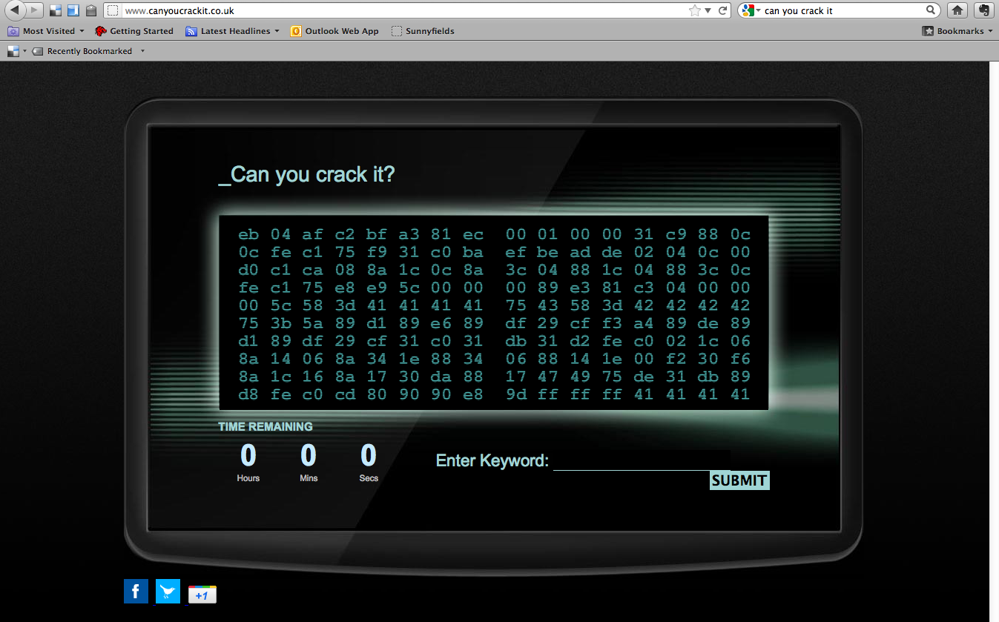 www.canyoucrackit.co.uk
can you crack it
Most Visited
Getting Started
Latest Headlines
Outlook Web App
Sunnyfields
Bookmarks
Recently Bookmarked
_Can you crack it?
eb 04 af c2 bf a3 81 ec 00 01 00 00 31 c9 88 0c
0c fe c1 75 f9 31 c0 ba ef be ad de 02 04 0c 00
d0 c1 ca 08 8a 1c 0c 8a 3c 04 88 1c 04 88 3c 0c
fe c1 75 e8 e9 5c 00 00 00 89 e3 81 c3 04 00 00
00 5c 58 3d 41 41 41 41 75 43 58 3d 42 42 42 42
75 3b 5a 89 d1 89 e6 89 df 29 cf f3 a4 89 de 89
d1 89 df 29 cf 31 c0 31 db 31 d2 fe c0 02 1c 06
8a 14 06 8a 34 1e 88 34 06 88 14 1e 00 f2 30 f6
8a 1c 16 8a 17 30 da 88 17 47 49 75 de 31 db 89
d8 fe c0 cd 80 90 90 e8 9d ff ff ff 41 41 41 41
TIME REMAINING
0 0 0
Hours Mins Secs
Enter Keyword:
SUBMIT
f
+1